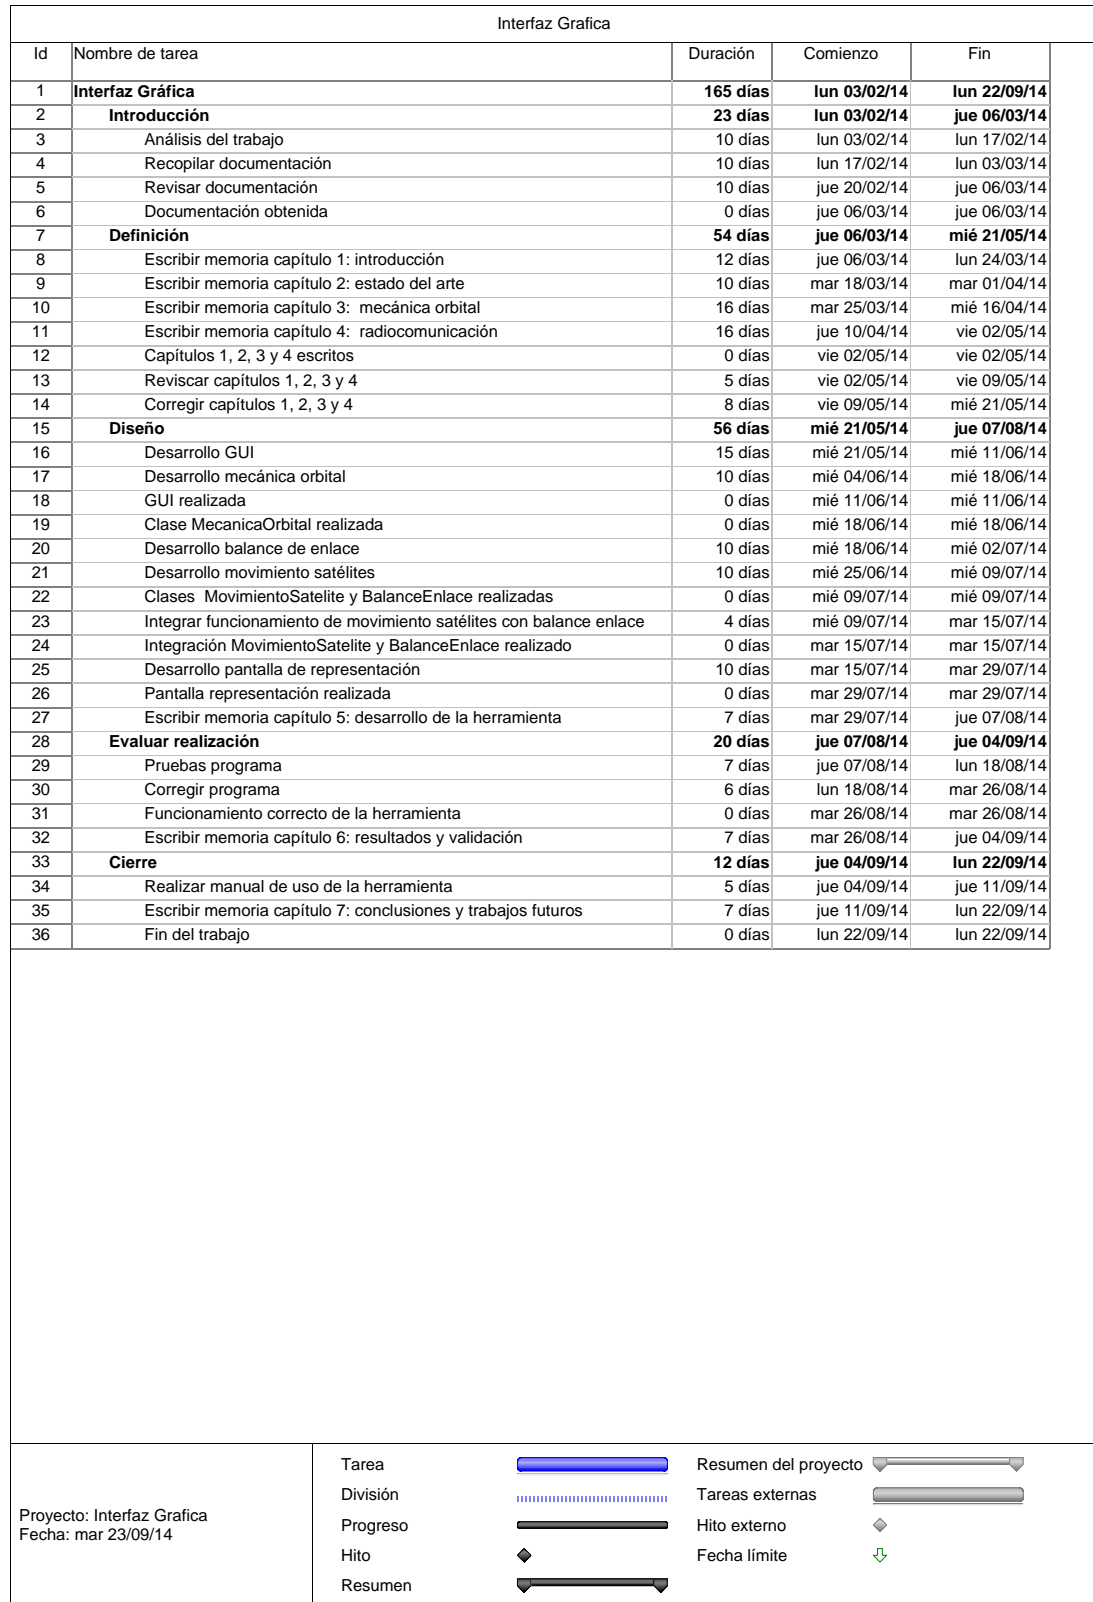 Interfaz Grafica
Id Nombre de tarea Duración Comienzo Fin
1 Interfaz Gráfica 165 días lun 03/02/14 lun 22/09/14
2 Introducción 23 días lun 03/02/14 jue 06/03/14
3 Análisis del trabajo 10 días lun 03/02/14 lun 17/02/14
4 Recopilar documentación 10 días lun 17/02/14 lun 03/03/14
5 Revisar documentación 10 días jue 20/02/14 jue 06/03/14
6 Documentación obtenida 0 días jue 06/03/14 jue 06/03/14
7 Definición 54 días jue 06/03/14 mié 21/05/14
8 Escribir memoria capítulo 1: introducción 12 días jue 06/03/14 lun 24/03/14
9 Escribir memoria capítulo 2: estado del arte 10 días mar 18/03/14 mar 01/04/14
10 Escribir memoria capítulo 3: mecánica orbital 16 días mar 25/03/14 mié 16/04/14
11 Escribir memoria capítulo 4: radiocomunicación 16 días jue 10/04/14 vie 02/05/14
12 Capítulos 1, 2, 3 y 4 escritos 0 días vie 02/05/14 vie 02/05/14
13 Reviscar capítulos 1, 2, 3 y 4 5 días vie 02/05/14 vie 09/05/14
14 Corregir capítulos 1, 2, 3 y 4 8 días vie 09/05/14 mié 21/05/14
15 Diseño 56 días mié 21/05/14 jue 07/08/14
16 Desarrollo GUI 15 días mié 21/05/14 mié 11/06/14
17 Desarrollo mecánica orbital 10 días mié 04/06/14 mié 18/06/14
18 GUI realizada 0 días mié 11/06/14 mié 11/06/14
19 Clase MecanicaOrbital realizada 0 días mié 18/06/14 mié 18/06/14
20 Desarrollo balance de enlace 10 días mié 18/06/14 mié 02/07/14
21 Desarrollo movimiento satélites 10 días mié 25/06/14 mié 09/07/14
22 Clases MovimientoSatelite y BalanceEnlace realizadas 0 días mié 09/07/14 mié 09/07/14
23 Integrar funcionamiento de movimiento satélites con balance enlace 4 días mié 09/07/14 mar 15/07/14
24 Integración MovimientoSatelite y BalanceEnlace realizado 0 días mar 15/07/14 mar 15/07/14
25 Desarrollo pantalla de representación 10 días mar 15/07/14 mar 29/07/14
26 Pantalla representación realizada 0 días mar 29/07/14 mar 29/07/14
27 Escribir memoria capítulo 5: desarrollo de la herramienta 7 días mar 29/07/14 jue 07/08/14
28 Evaluar realización 20 días jue 07/08/14 jue 04/09/14
29 Pruebas programa 7 días jue 07/08/14 lun 18/08/14
30 Corregir programa 6 días lun 18/08/14 mar 26/08/14
31 Funcionamiento correcto de la herramienta 0 días mar 26/08/14 mar 26/08/14
32 Escribir memoria capítulo 6: resultados y validación 7 días mar 26/08/14 jue 04/09/14
33 Cierre 12 días jue 04/09/14 lun 22/09/14
34 Realizar manual de uso de la herramienta 5 días jue 04/09/14 jue 11/09/14
35 Escribir memoria capítulo 7: conclusiones y trabajos futuros 7 días jue 11/09/14 lun 22/09/14
36 Fin del trabajo 0 días lun 22/09/14 lun 22/09/14
Proyecto: Interfaz Grafica
Fecha: mar 23/09/14
Tarea
División
Progreso
Hito
Resumen
Resumen del proyecto
Tareas externas
Hito externo
Fecha límite